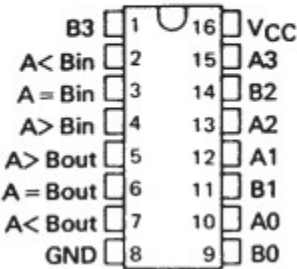 B3 1 16 VCC
A< Bin 2 15 A3
A = Bin 3 14 B2
A> Bin 4 13 A2
A> Bout 5 12 A1
A = Bout 6 11 B1
A< Bout 7 10 A0
GND 8 9 B0